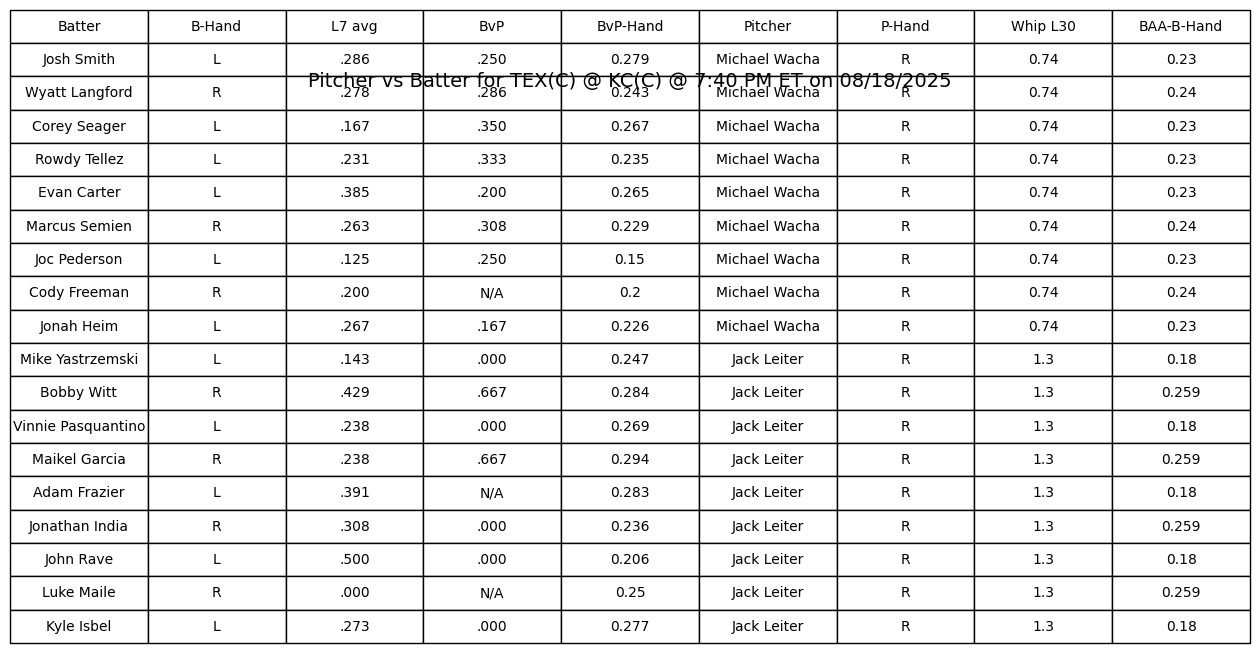 Batter B-Hand L7 avg BvP BvP-Hand Pitcher P-Hand Whip L30 BAA-B-Hand
Josh Smith L .286 .250 0.279 Michael Wacha R 0.74 0.23
Pitcher vs Batter for TEX(C) @ KC(C) @ 7:40 PM ET on 08/18/2025
Wyatt Langford R .278 .286 0.243 Michael Wacha R 0.74 0.24
Corey Seager L .167 .350 0.267 Michael Wacha R 0.74 0.23
Rowdy Tellez L .231 .333 0.235 Michael Wacha R 0.74 0.23
Evan Carter L .385 .200 0.265 Michael Wacha R 0.74 0.23
Marcus Semien R .263 .308 0.229 Michael Wacha R 0.74 0.24
Joc Pederson L .125 .250 0.15 Michael Wacha R 0.74 0.23
Cody Freeman R .200 N/A 0.2 Michael Wacha R 0.74 0.24
Jonah Heim L .267 .167 0.226 Michael Wacha R 0.74 0.23
Mike Yastrzemski L .143 .000 0.247 Jack Leiter R 1.3 0.18
Bobby Witt R .429 .667 0.284 Jack Leiter R 1.3 0.259
Vinnie Pasquantino L .238 .000 0.269 Jack Leiter R 1.3 0.18
Maikel Garcia R .238 .667 0.294 Jack Leiter R 1.3 0.259
Adam Frazier L .391 N/A 0.283 Jack Leiter R 1.3 0.18
Jonathan India R .308 .000 0.236 Jack Leiter R 1.3 0.259
John Rave L .500 .000 0.206 Jack Leiter R 1.3 0.18
Luke Maile R .000 N/A 0.25 Jack Leiter R 1.3 0.259
Kyle Isbel L .273 .000 0.277 Jack Leiter R 1.3 0.18